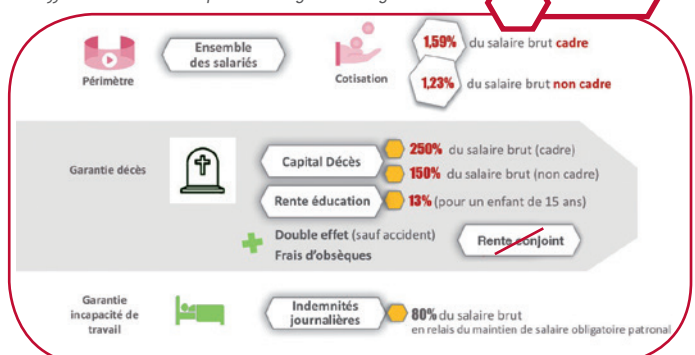 Périmètre
Ensemble
des salariés
Cotisation
1,59% du salaire brut cadre
1,23% du salaire brut non cadre
Garantie décès
Capital Décès
250% du salaire brut (cadre)
150% du salaire brut (non cadre)
Rente éducation
13% (pour un enfant de 15 ans)
Double effet (sauf accident)
Frais d'obsèques
Rente conjoint
Garantie
incapacité de
travail
Indemnités
journalières
80% du salaire brut
en relais du maintien de salaire obligatoire patronal